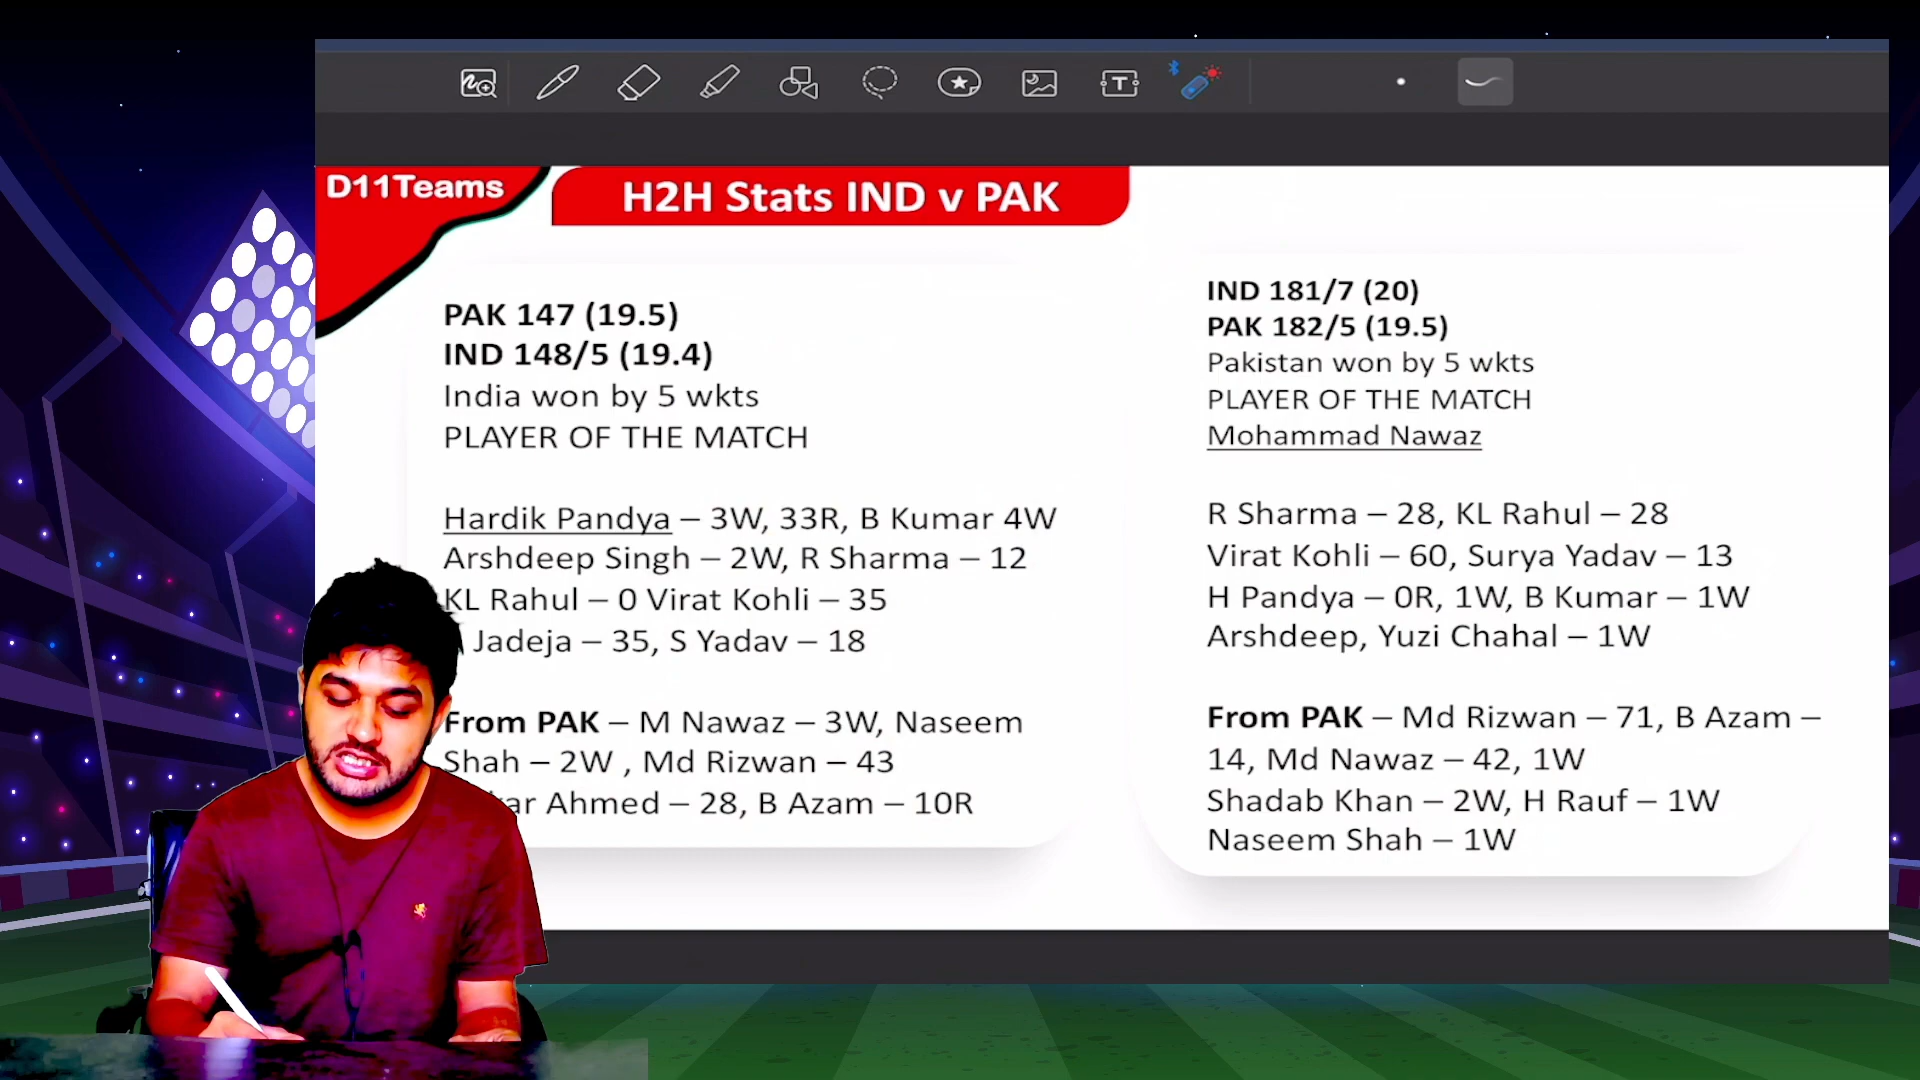 D11Teams
H2H Stats IND v PAK
PAK 147 (19.5)
IND 148/5 (19.4)
India won by 5 wkts
PLAYER OF THE MATCH
Hardik Pandya – 3W, 33R, B Kumar 4W
Arshdeep Singh – 2W, R Sharma – 12
KL Rahul – 0 Virat Kohli – 35
Jadeja – 35, S Yadav – 18
From PAK – M Nawaz – 3W, Naseem
Shah – 2W , Md Rizwan – 43
Ahmed – 28, B Azam – 10R
IND 181/7 (20)
PAK 182/5 (19.5)
Pakistan won by 5 wkts
PLAYER OF THE MATCH
Mohammad Nawaz
R Sharma – 28, KL Rahul – 28
Virat Kohli – 60, Surya Yadav – 13
H Pandya – 0R, 1W, B Kumar – 1W
Arshdeep, Yuzi Chahal – 1W
From PAK – Md Rizwan – 71, B Azam –
14, Md Nawaz – 42, 1W
Shadab Khan – 2W, H Rauf – 1W
Naseem Shah – 1W